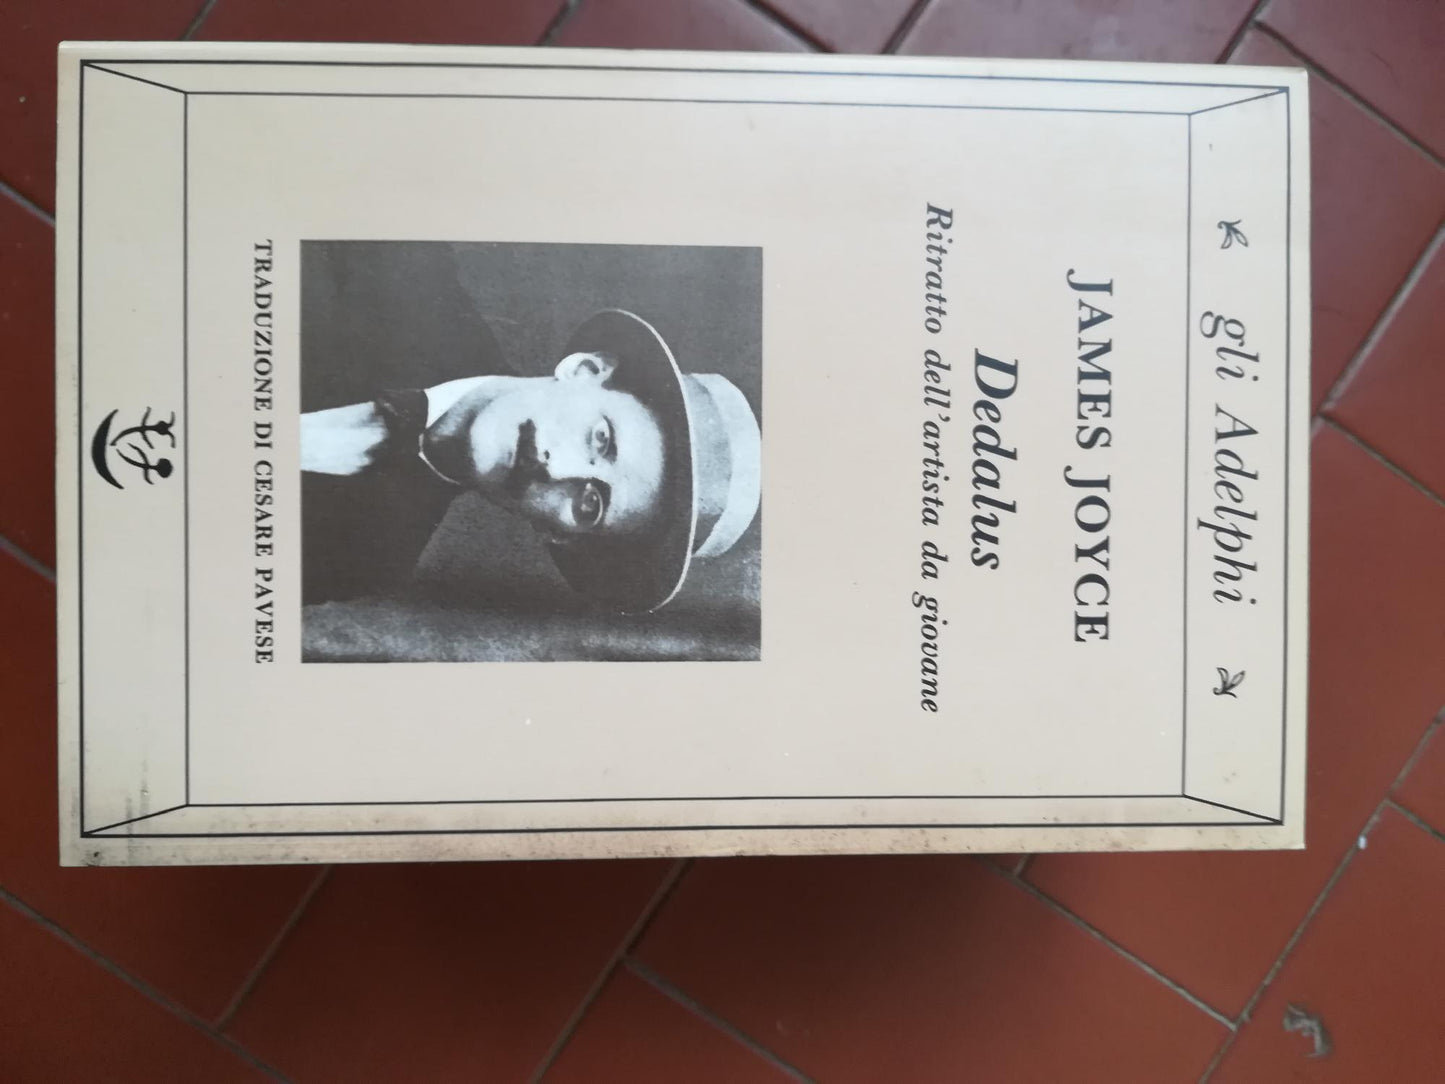 gli Adelphi
JAMES JOYCE
Dedalus
Ritratto dell'artista da giovane
TRADUZIONE DI CESARE PAVESE